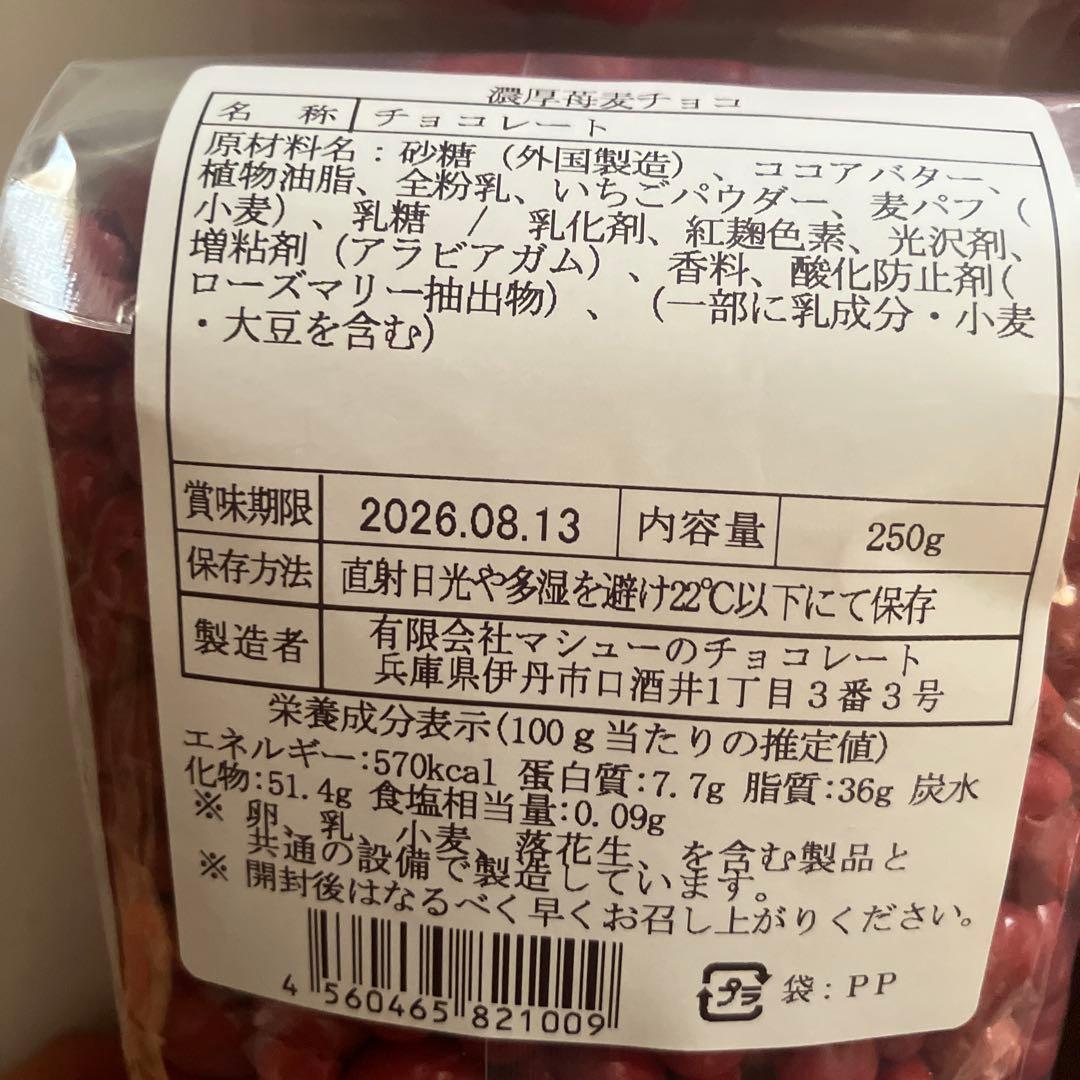 濃厚苺麦チョコ
名 称 チョコレート
原材料名：砂糖（外国製造）、ココアバター、
植物油脂、全粉乳、いちごパウダー、麦パフ（
小麦）、乳糖 / 乳化剤、紅麹色素、光沢剤、
増粘剤（アラビアガム）、香料、酸化防止剤(
ローズマリー抽出物）、（一部に乳成分・小麦
・大豆を含む）
賞味期限 2026.08.13 内容量 250g
保存方法 直射日光や多湿を避け22℃以下にて保存
製造者 有限会社マシューのチョコレート
兵庫県伊丹市口酒井1丁目３番３号
栄養成分表示(100ｇ当たりの推定値)
エネルギー:570kcal 蛋白質:7.7g 脂質:36g 炭水
化物:51.4g 食塩相当量:0.09g
※ 卵、乳、小麦、落花生、を含む製品と
共通の設備で製造しています。
※ 開封後はなるべく早くお召し上がりください。
4 560465 821009
プラ 袋：PP